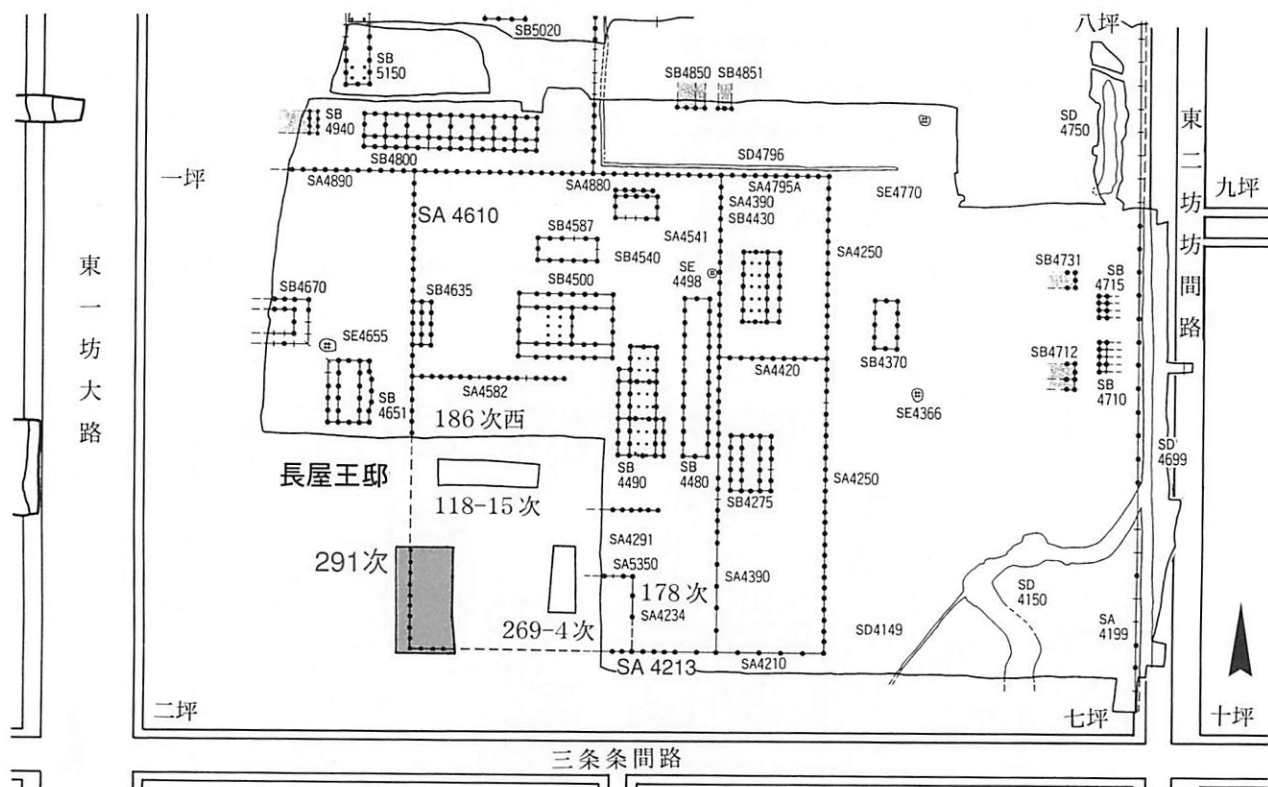 八坪
SB5020
SB
5150
SB4850
SB4851
SB
4940
SD
4750
東二坊坊間路
SB4800
SD4796
一坪
SA4890
SA4880
SA4795A
SE4770
九坪
SA4390
SB4430
SA 4610
SB4587
SA4541
SB4540
SA4250
東一坊大路
SE
4498
SB4731
SB
4715
SB4670
SB4635
SB4500
SE4655
SB4370
SB4712
SA4420
SA4582
SB
4651
SE4366
SB
4710
186次西
SD
4699
長屋王邸
SB
4490
SB
4480
SB4275
SA4250
118-15次
SA4291
291次
SA5350
178次
SA4390
SD
4150
SA4234
269-4次
SD4149
SA
4199
SA 4213
SA4210
二坪
七坪
十坪
三条条間路